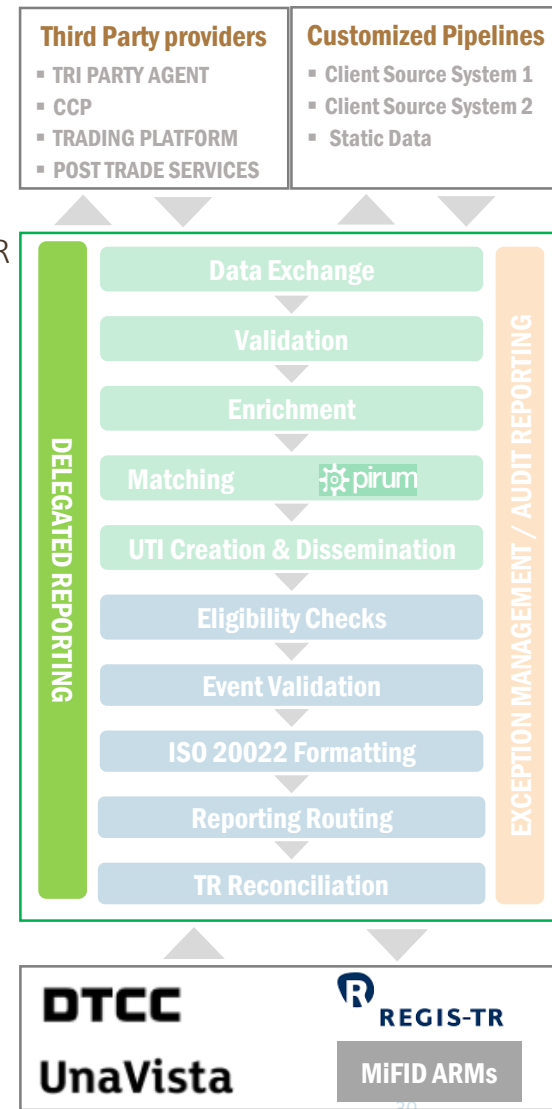 Third Party providers
▪ TRI PARTY AGENT
▪ CCP
▪ TRADING PLATFORM
▪ POST TRADE SERVICES
Customized Pipelines
▪ Client Source System 1
▪ Client Source System 2
▪ Static Data
R
DELEGATED REPORTING
Data Exchange
Validation
Enrichment
Matching pirum
UTI Creation & Dissemination
Eligibility Checks
Event Validation
ISO 20022 Formatting
Reporting Routing
TR Reconciliation
EXCEPTION MANAGEMENT / AUDIT REPORTING
DTCC
R REGIS-TR
UnaVista
MiFID ARMs